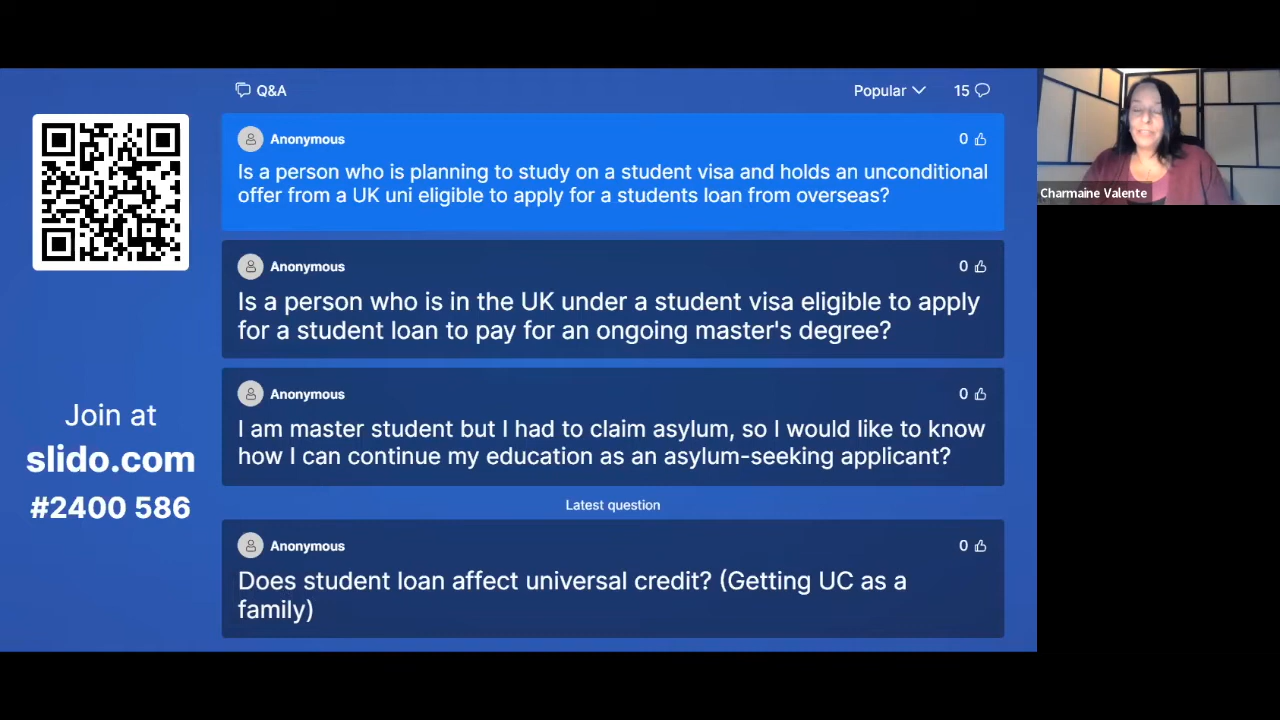 Q&A
Popular
15
Anonymous
0
Is a person who is planning to study on a student visa and holds an unconditional
offer from a UK uni eligible to apply for a students loan from overseas?
Charmaine Valente
Anonymous
0
Is a person who is in the UK under a student visa eligible to apply
for a student loan to pay for an ongoing master's degree?
Anonymous
0
I am master student but I had to claim asylum, so I would like to know
how I can continue my education as an asylum-seeking applicant?
Join at
slido.com
#2400 586
Latest question
Anonymous
0
Does student loan affect universal credit? (Getting UC as a
family)